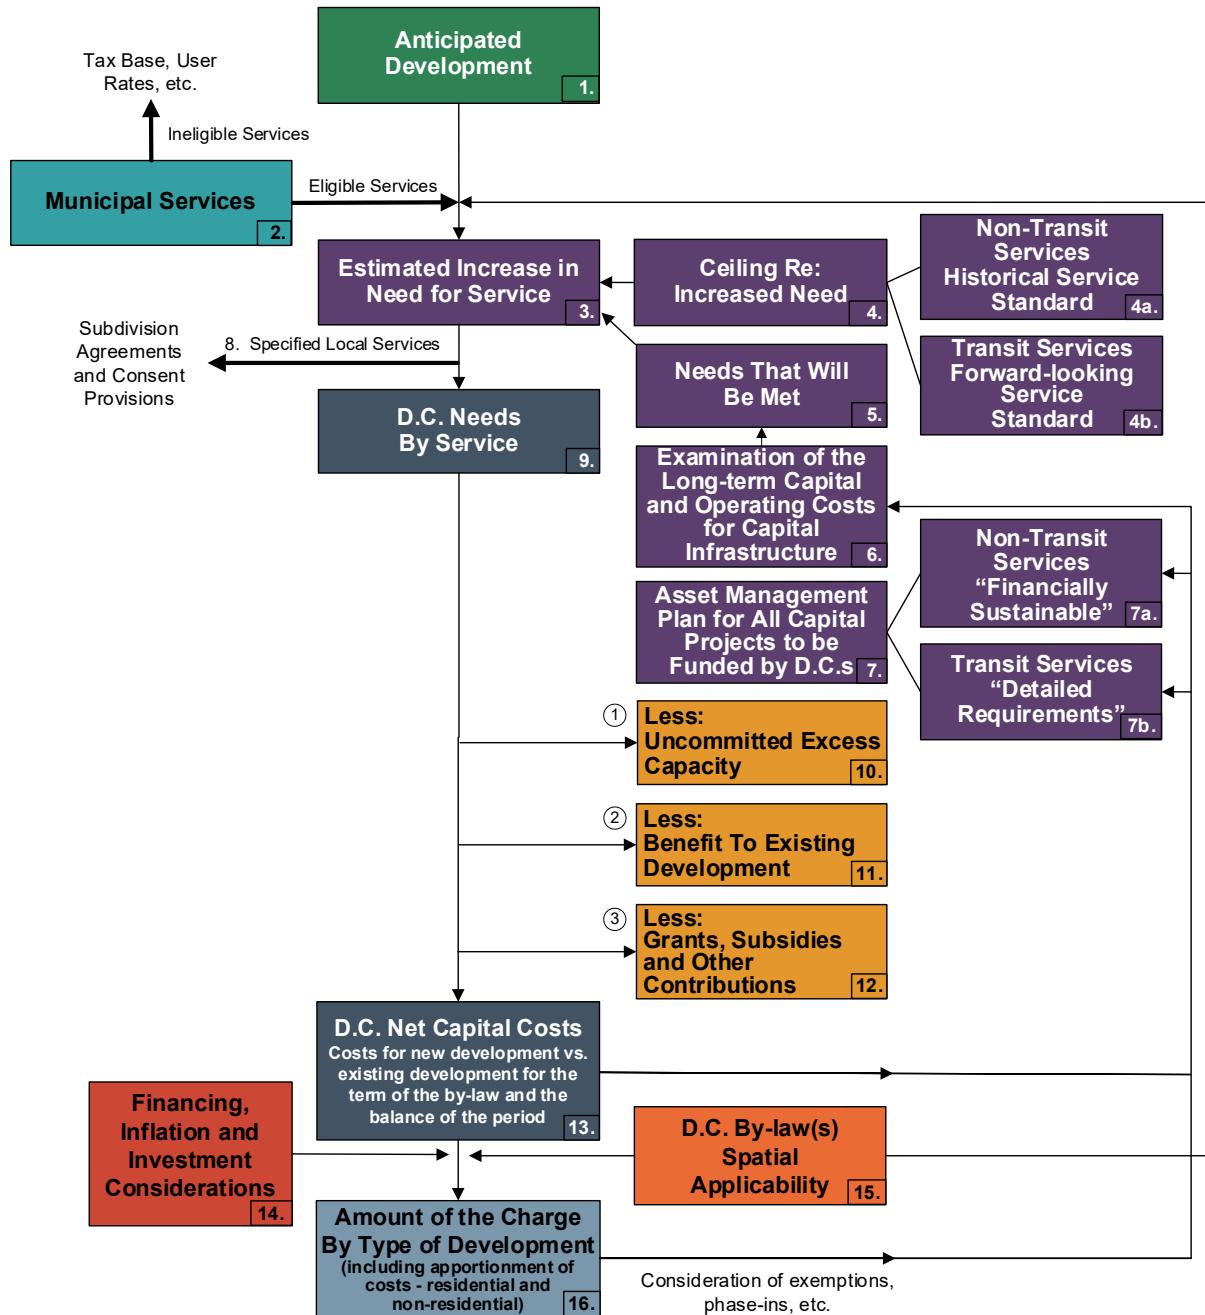 Anticipated
Development
1.
Tax Base, User
Rates, etc.
Ineligible Services
Municipal Services
2.
Eligible Services
Estimated Increase in
Need for Service
3.
Ceiling Re:
Increased Need
4.
Non-Transit
Services
Historical Service
Standard
4a.
Transit Services
Forward-looking
Service
Standard
4b.
Needs That Will
Be Met
5.
Subdivision
Agreements
and Consent
Provisions
8. Specified Local Services
D.C. Needs
By Service
9.
Examination of the
Long-term Capital
and Operating Costs
for Capital
Infrastructure
6.
Non-Transit
Services
“Financially
Sustainable”
7a.
Asset Management
Plan for All Capital
Projects to be
Funded by D.C.s
7.
Transit Services
“Detailed
Requirements”
7b.
1
Less:
Uncommitted Excess
Capacity
10.
2
Less:
Benefit To Existing
Development
11.
3
Less:
Grants, Subsidies
and Other
Contributions
12.
D.C. Net Capital Costs
Costs for new development vs.
existing development for the
term of the by-law and the
balance of the period
13.
Financing,
Inflation and
Investment
Considerations
14.
D.C. By-law(s)
Spatial
Applicability
15.
Amount of the Charge
By Type of Development
(including apportionment of
costs - residential and
non-residential)
16.
Consideration of exemptions,
phase-ins, etc.